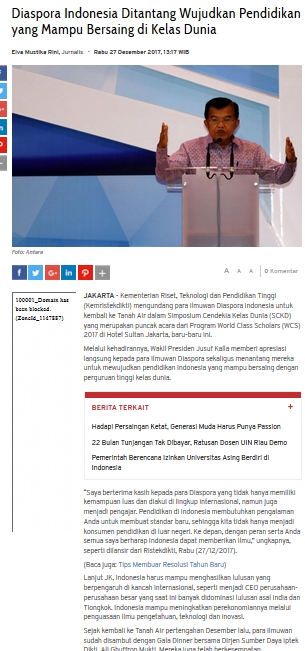 Diaspora Indonesia Ditantang Wujudkan Pendidikan
yang Mampu Bersaing di Kelas Dunia
Elva Mustika Rini, Jurnalis • Rabu 27 Desember 2017, 13:17 WIB
Foto: Antara
A A A 0 Komentar
100001_Domain has
been blocked.
(ZoneId_1147887)
JAKARTA - Kementerian Riset, Teknologi dan Pendidikan Tinggi
(Kemristekdikti) mengundang para ilmuwan Diaspora Indonesia untuk
kembali ke Tanah Air dalam Simposium Cendekia Kelas Dunia (SCKD)
yang merupakan puncak acara dari Program World Class Scholars (WCS)
2017 di Hotel Sultan Jakarta, baru-baru ini.
Melalui kehadirannya, Wakil Presiden Jusuf Kalla memberi apresiasi
langsung kepada para ilmuwan Diaspora sekaligus menantang mereka
untuk mewujudkan pendidikan Indonesia yang mampu bersaing dengan
perguruan tinggi kelas dunia.
BERITA TERKAIT +
Hadapi Persaingan Ketat, Generasi Muda Harus Punya Passion
22 Bulan Tunjangan Tak Dibayar, Ratusan Dosen UIN Riau Demo
Pemerintah Berencana Izinkan Universitas Asing Berdiri di
Indonesia
"Saya berterima kasih kepada para Diaspora yang tidak hanya memiliki
kemampuan luas dan diakui di lingkup internasional, namun juga
menjadi pengajar. Pendidikan di Indonesia membutuhkan pengalaman
Anda untuk membuat standar baru, sehingga kita tidak hanya menjadi
konsumen pendidikan di luar negeri. Ke depan, dengan peran serta Anda
semua saya berharap Indonesia dapat memberikan ilmu," ungkapnya,
seperti dilansir dari Ristekdikti, Rabu (27/12/2017).
(Baca juga: Tips Membuat Resolusi Tahun Baru)
Lanjut JK, Indonesia harus mampu menghasilkan lulusan yang
berpengaruh di kancah internasional, seperti menjadi CEO perusahaan-
perusahaan besar yang saat ini banyak didominasi lulusan asal India dan
Tiongkok. Indonesia mampu meningkatkan perekonomiannya melalui
penguasaan ilmu pengetahuan, teknologi dan inovasi.
Sejak kembali ke Tanah Air pertengahan Desember lalu, para ilmuwan
sudah disambut dengan Gala Dinner bersama Dirjen Sumber Daya Iptek
Dikti, Ali Ghuffron Mukti. Mereka juga telah berkesempatan